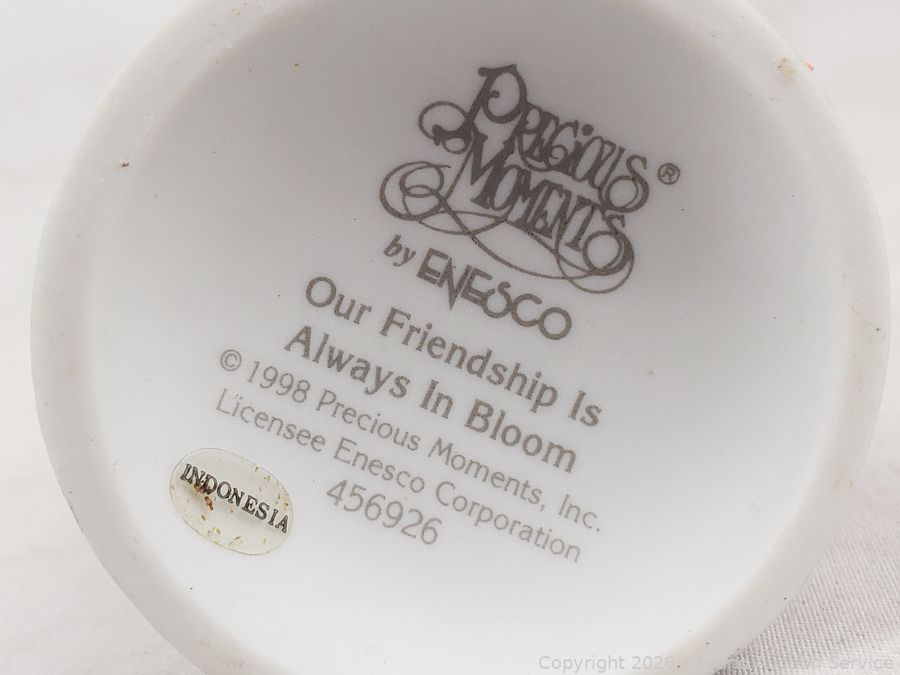 PRECIOUS
MOMENTS®
by ENESCO
Our Friendship Is
Always In Bloom
© 1998 Precious Moments, Inc.
Licensee Enesco Corporation
456926
INDONESIA
Copyright 2026
Service